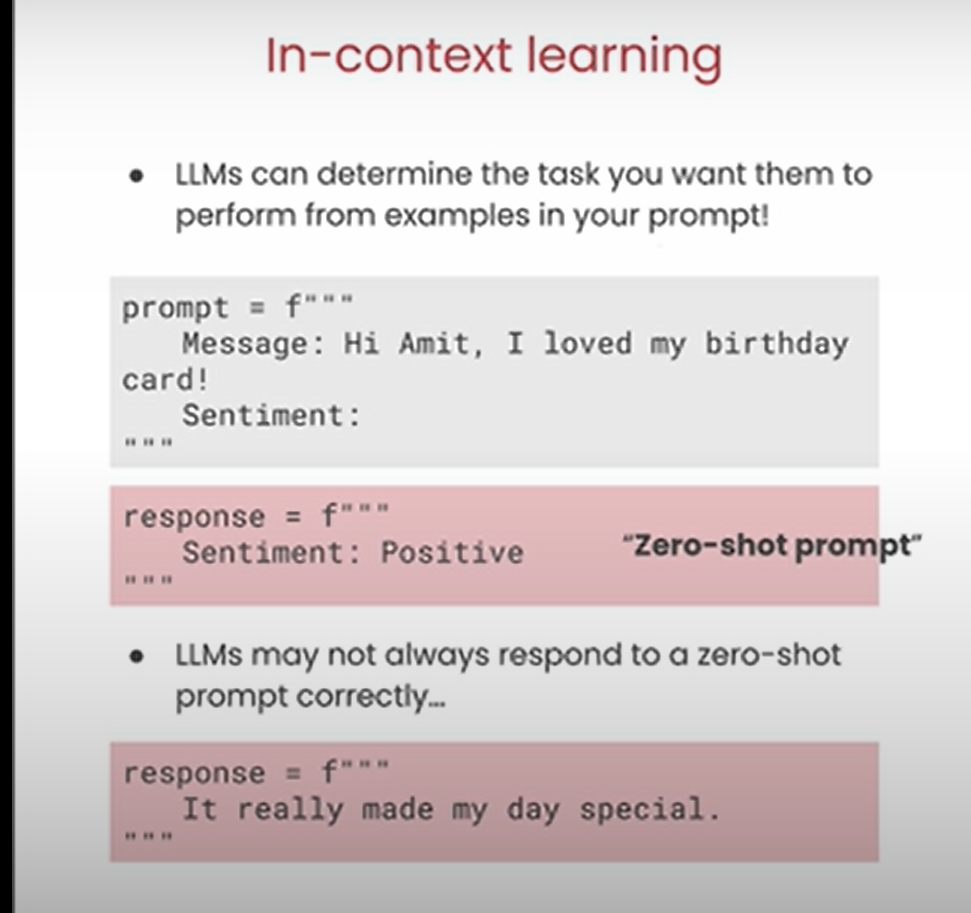 In-context learning
● LLMs can determine the task you want them to
perform from examples in your prompt!
prompt = f"""
Message: Hi Amit, I loved my birthday
card!
Sentiment:
"""
response = f"""
Sentiment: Positive
"""
“Zero-shot prompt”
● LLMs may not always respond to a zero-shot
prompt correctly...
response = f"""
It really made my day special.
"""